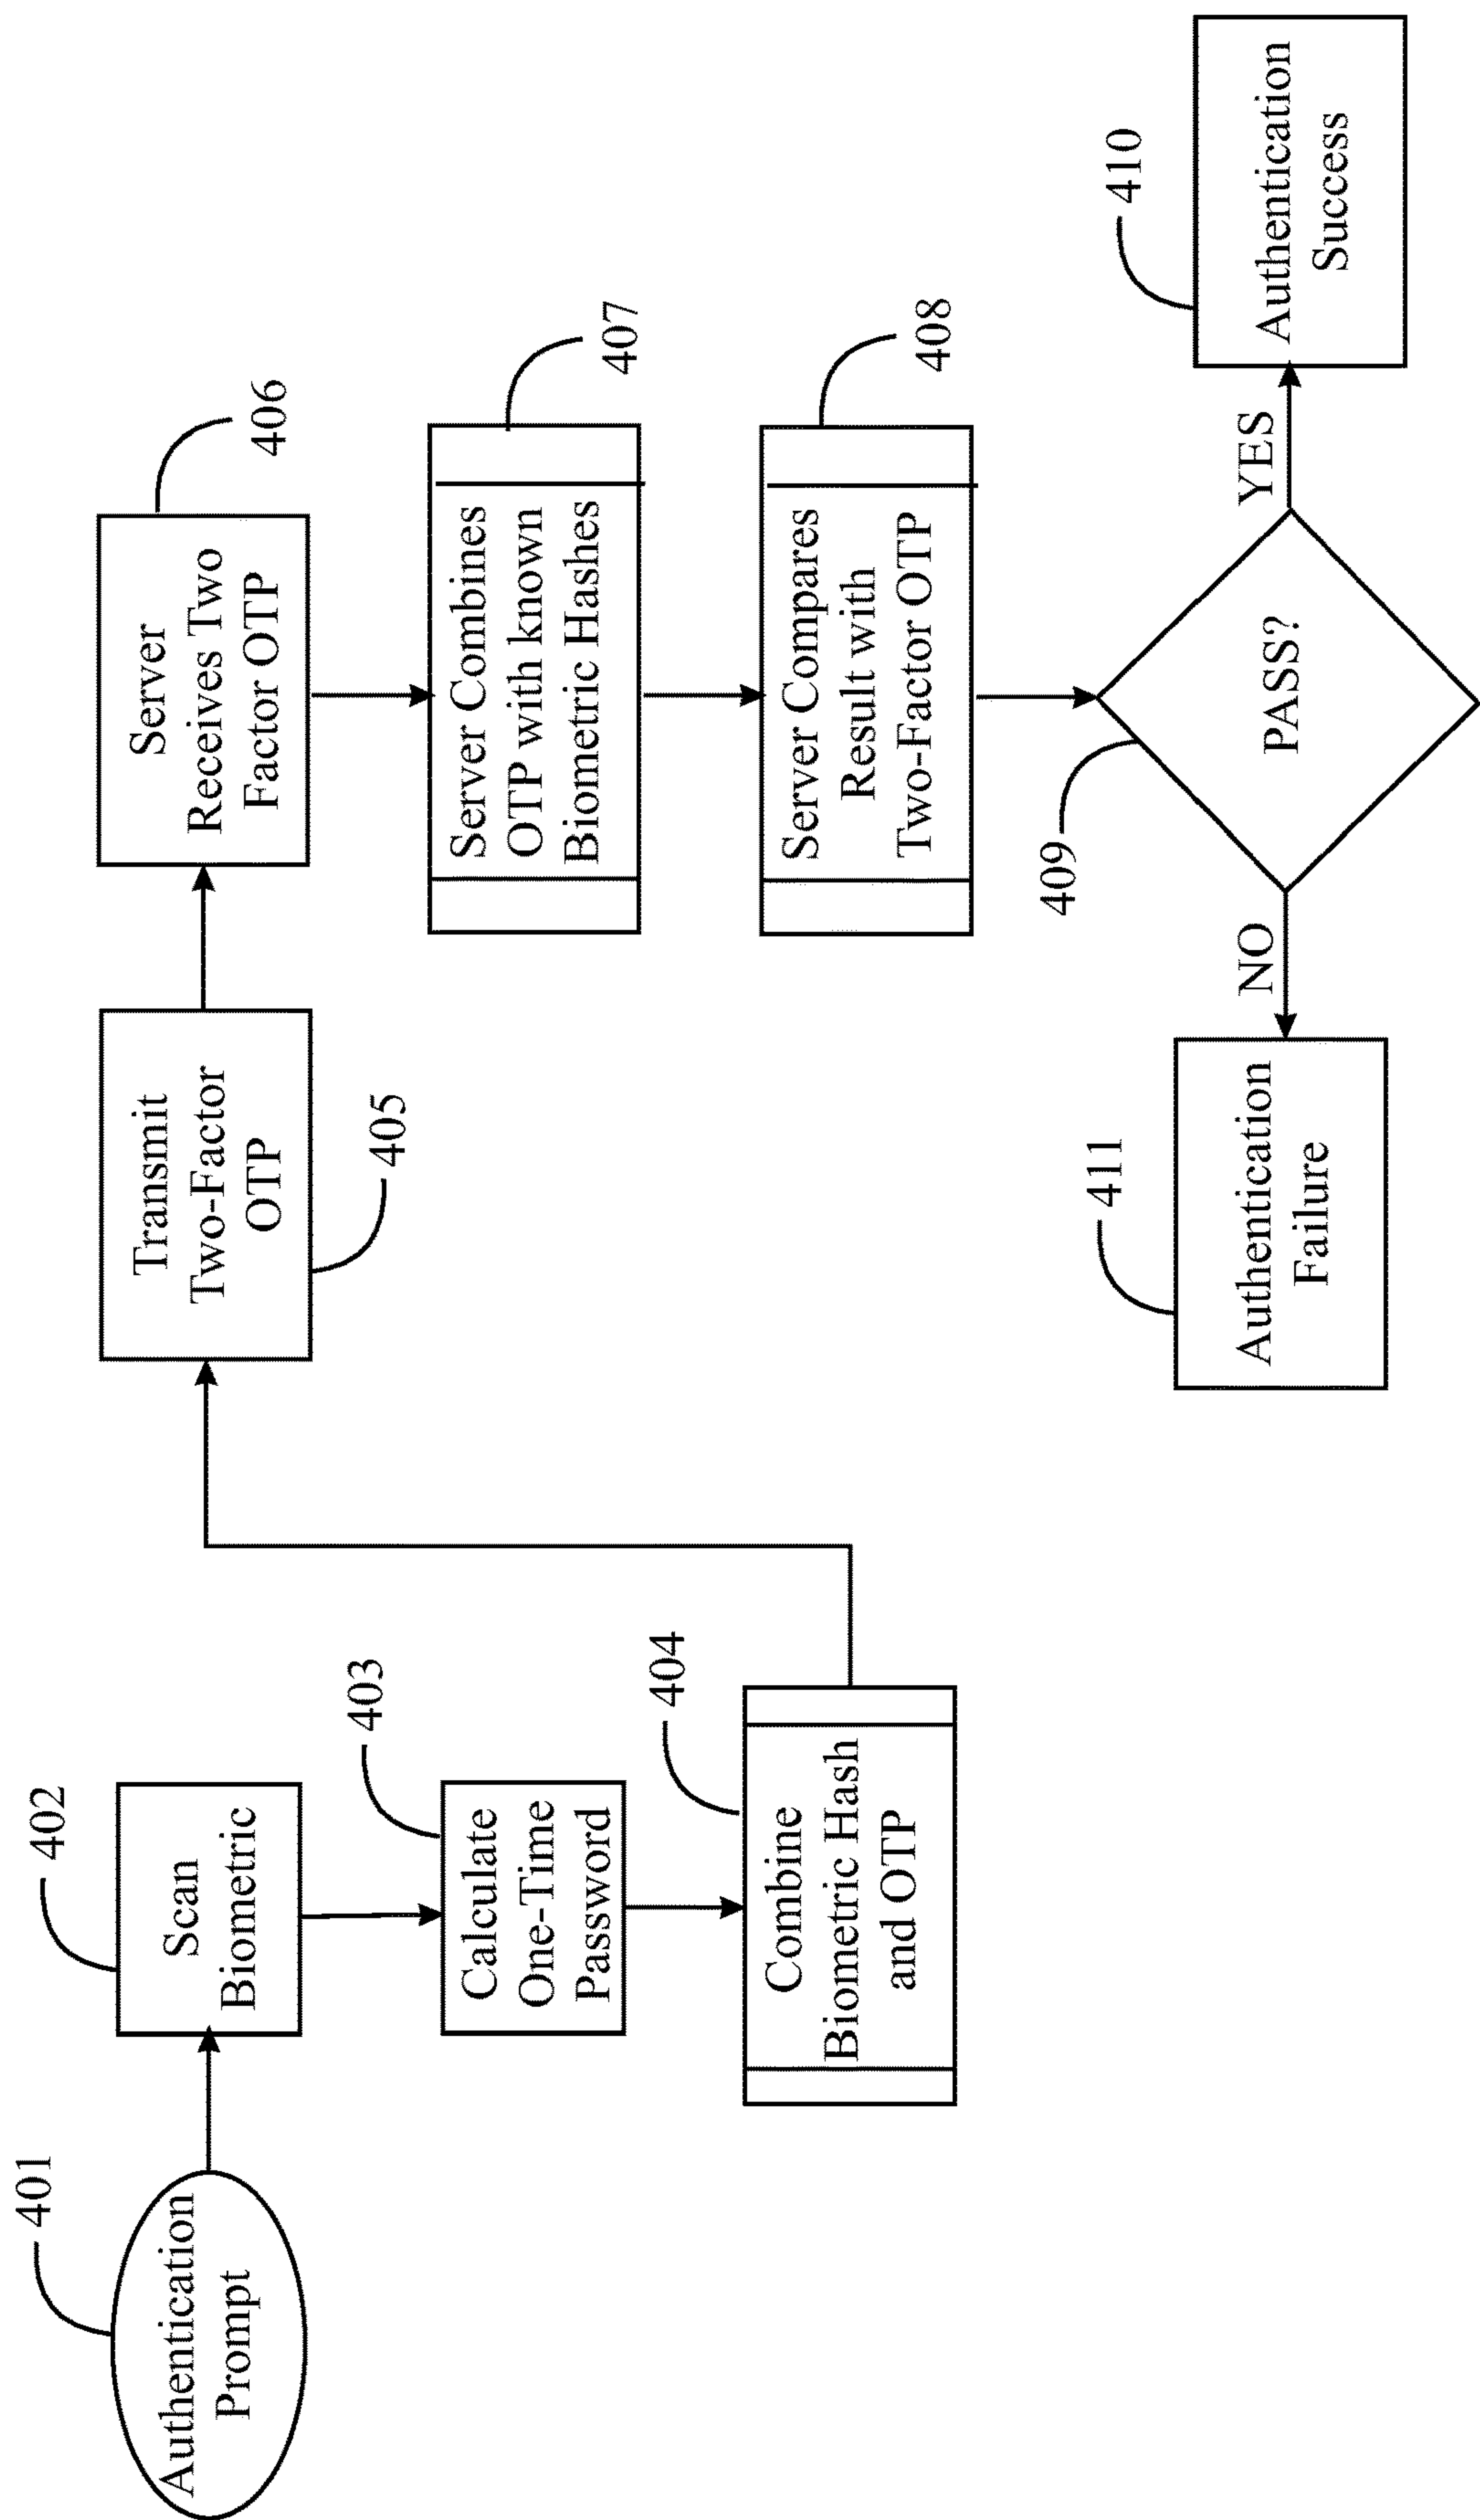 401
Authentication
Prompt
402
Scan
Biometric
403
Calculate
One-Time
Password
404
Combine
Biometric Hash
and OTP
Transmit
Two-Factor
OTP
405
Server
Receives Two
Factor OTP
406
Server Combines
OTP with known
Biometric Hashes
407
Server Compares
Result with
Two-Factor OTP
408
409
PASS?
YES
410
Authentication
Success
NO
411
Authentication
Failure